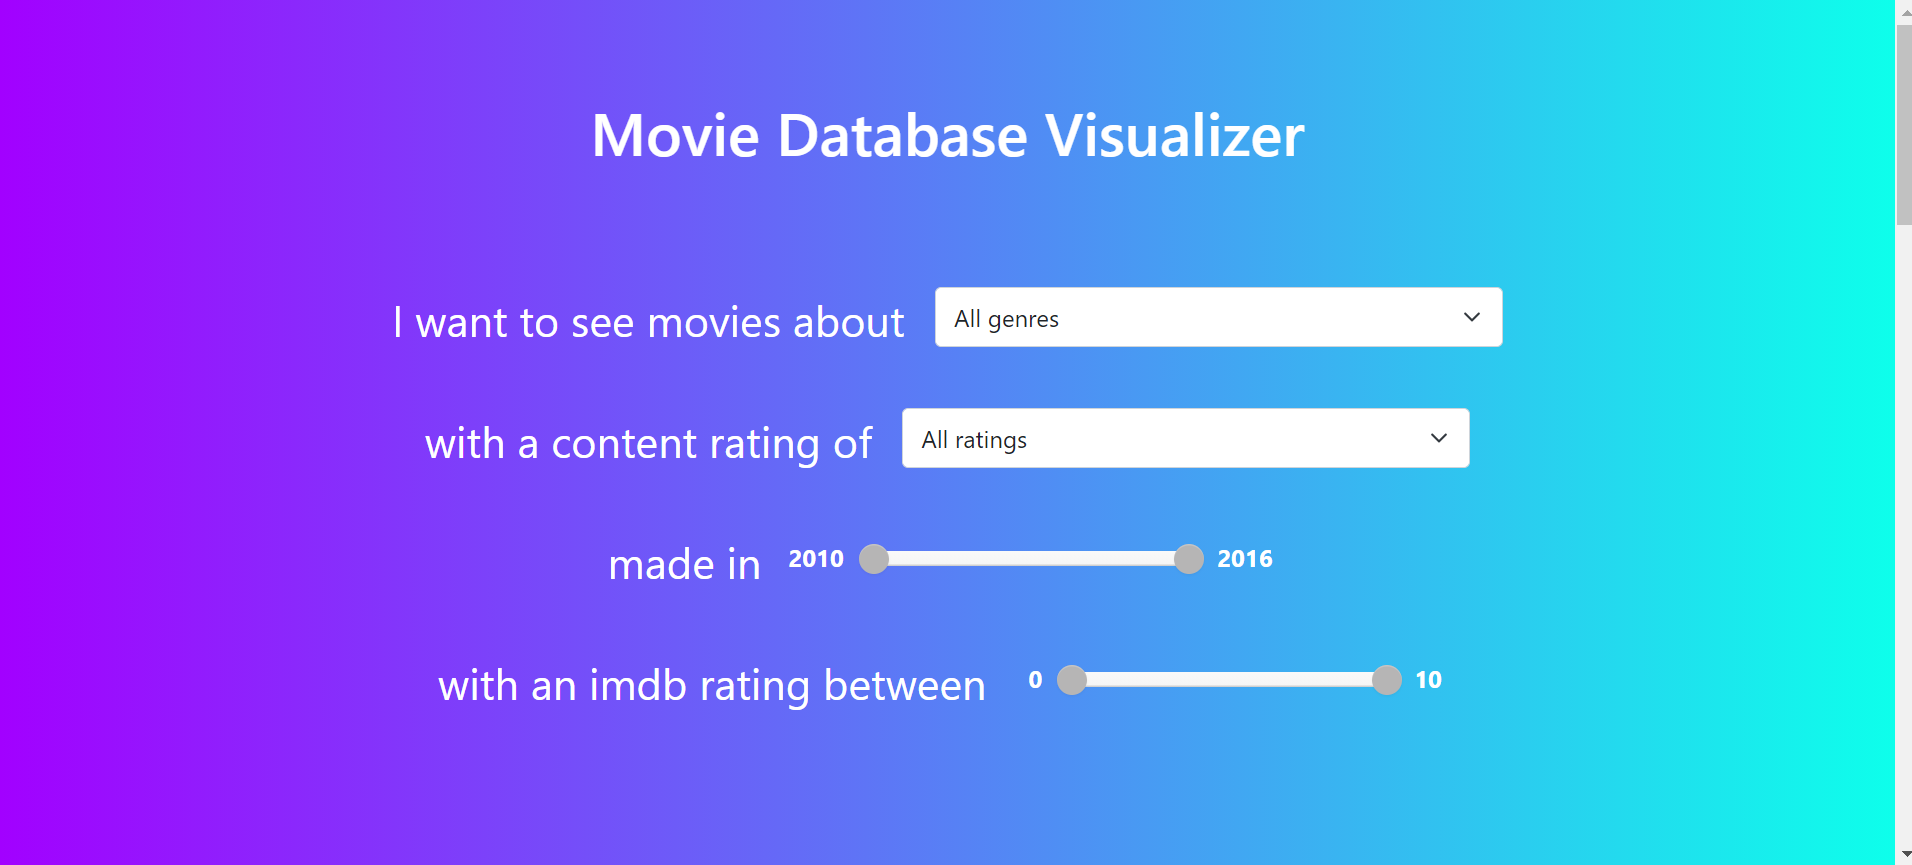 Movie Database Visualizer
I want to see movies about All genres
with a content rating of All ratings
made in 2010 2016
with an imdb rating between 0 10